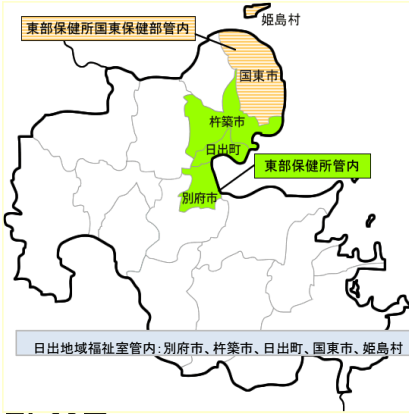 姫島村
東部保健所国東保健部管内
国東市
杵築市
日出町
東部保健所管内
別府市
日出地域福祉室管内:別府市、杵築市、日出町、国東市、姫島村